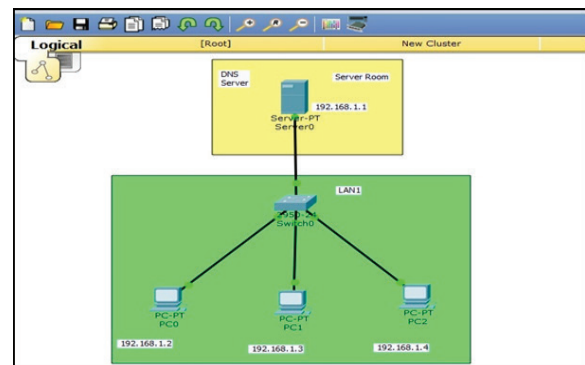 Logical
[Root]
New Cluster
DNS
Server
Server Room
192.168.1.1
Server-PT
Server0
LAN1
2950-24
Switch0
PC-PT
PC0
PC-PT
PC1
PC-PT
PC2
192.168.1.2
192.168.1.3
192.168.1.4